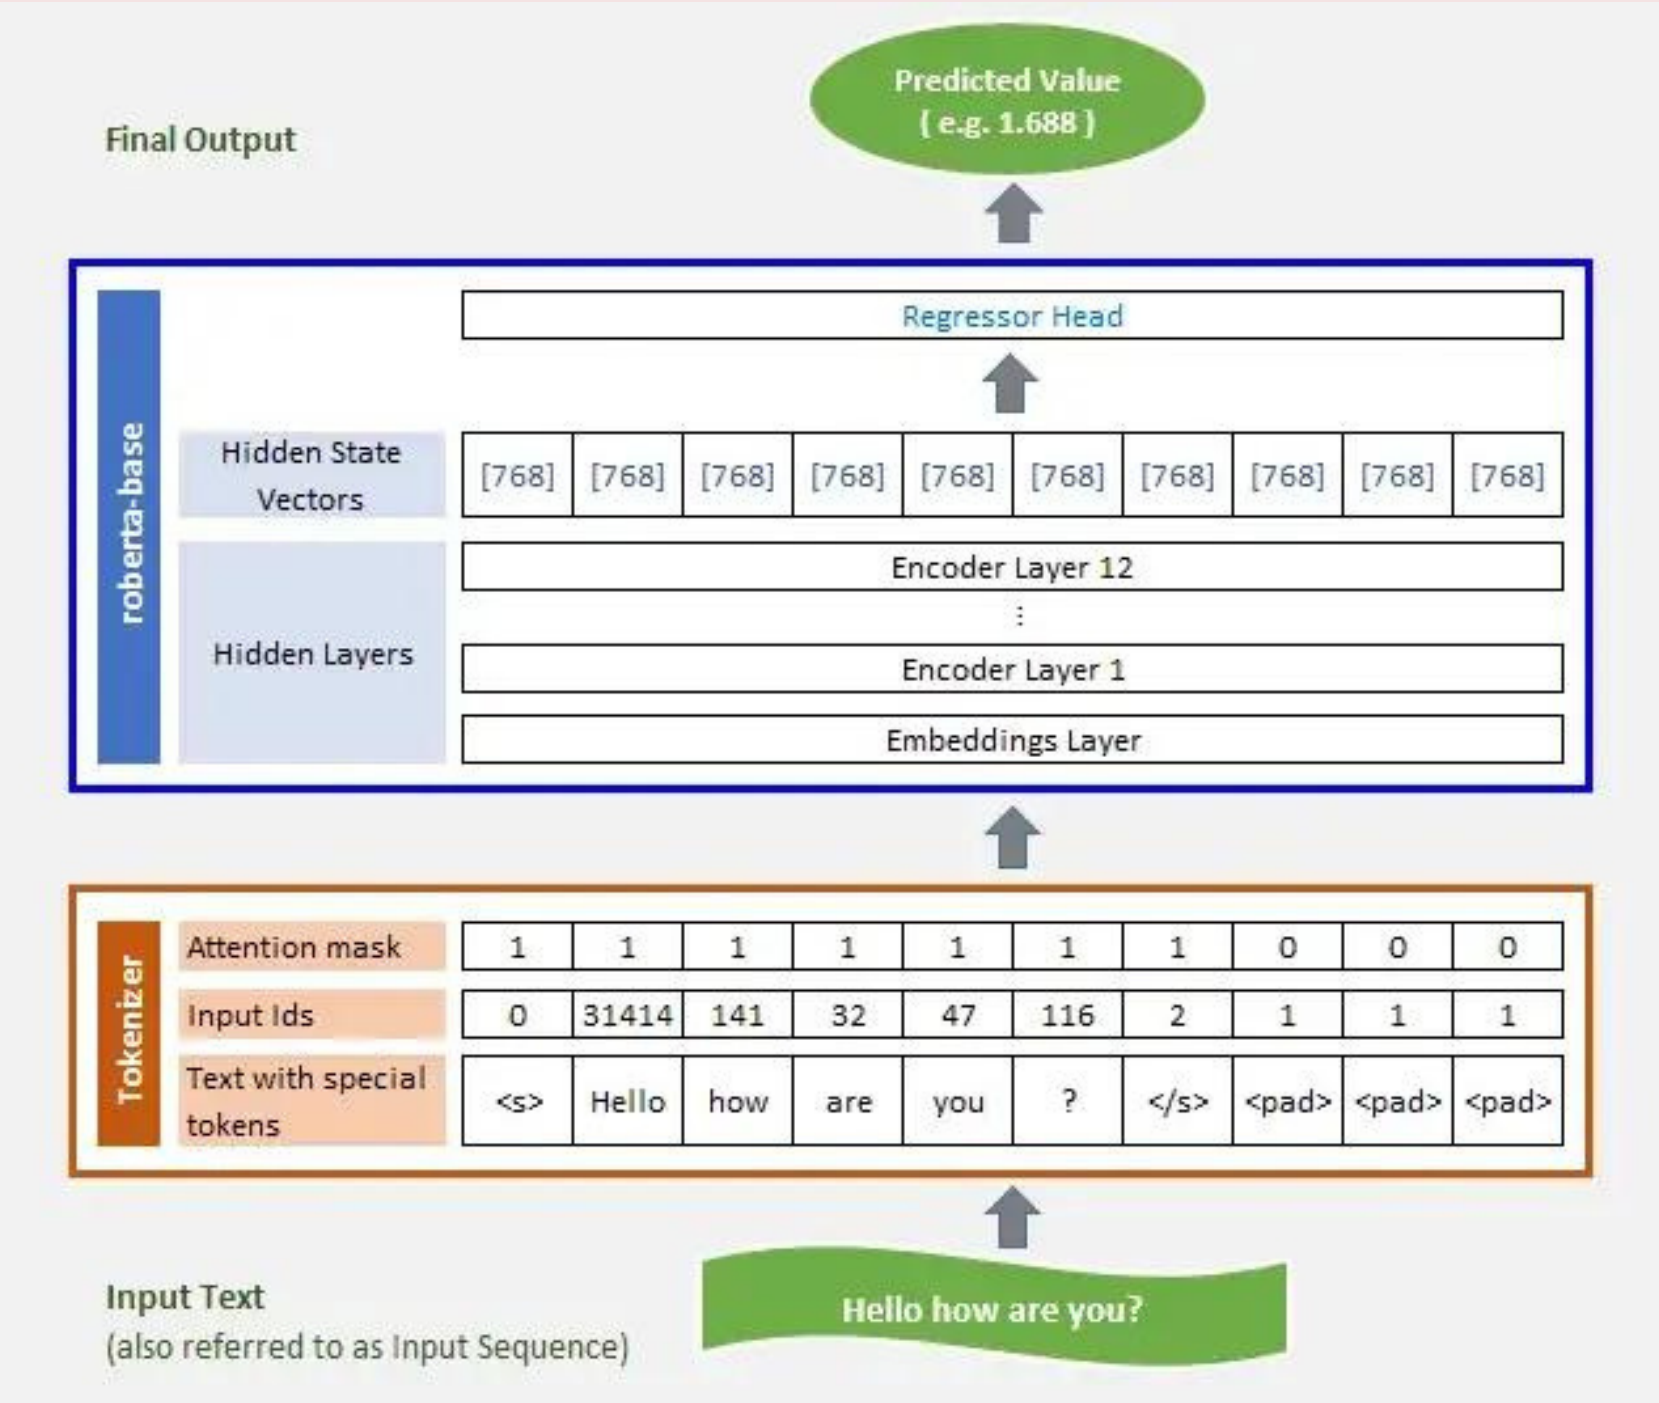 Predicted Value
( e.g. 1.688 )
Final Output
roberta-base
Regressor Head
Hidden State
Vectors
[768] [768] [768] [768] [768] [768] [768] [768] [768] [768]
Hidden Layers
Encoder Layer 12
⋮
Encoder Layer 1
Embeddings Layer
Tokenizer
Attention mask
1 1 1 1 1 1 1 0 0 0
Input Ids
0 31414 141 32 47 116 2 1 1 1
Text with special
tokens
<s> Hello how are you ? </s> <pad> <pad> <pad>
Input Text
(also referred to as Input Sequence)
Hello how are you?